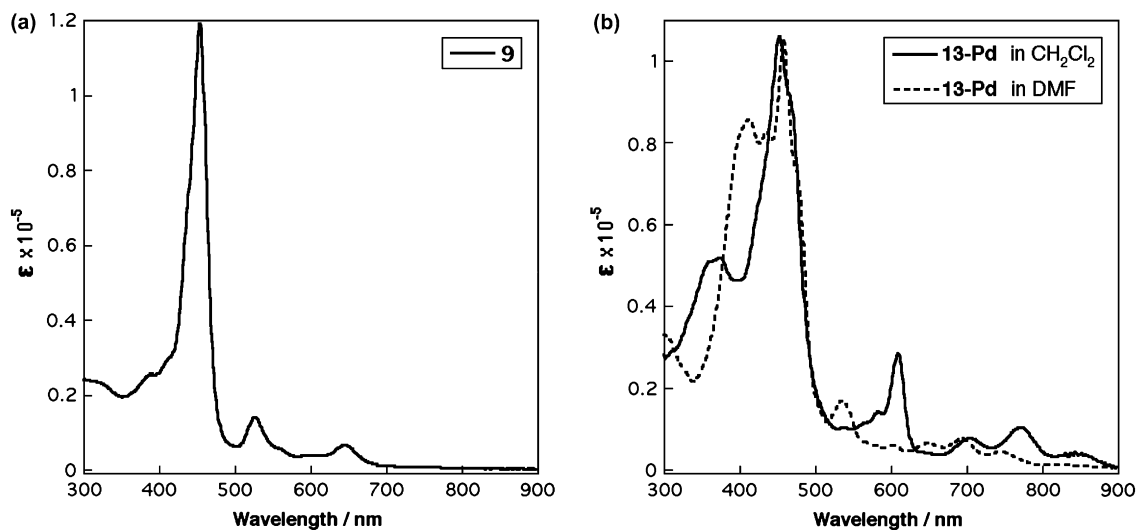 (a)
1.2
1
0.8
0.6
0.4
0.2
0
ε x 10⁻⁵
9
300 400 500 600 700 800 900
Wavelength / nm
(b)
1
0.8
0.6
0.4
0.2
0
ε x 10⁻⁵
13-Pd in CH₂Cl₂
13-Pd in DMF
300 400 500 600 700 800 900
Wavelength / nm